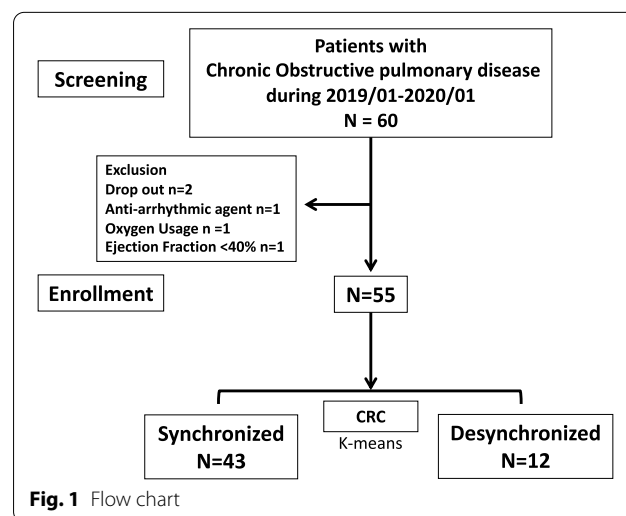 Screening
Patients with
Chronic Obstructive pulmonary disease
during 2019/01-2020/01
N = 60
Exclusion
Drop out n=2
Anti-arrhythmic agent n=1
Oxygen Usage n =1
Ejection Fraction <40% n=1
Enrollment
N=55
CRC
K-means
Synchronized
N=43
Desynchronized
N=12
Fig. 1 Flow chart